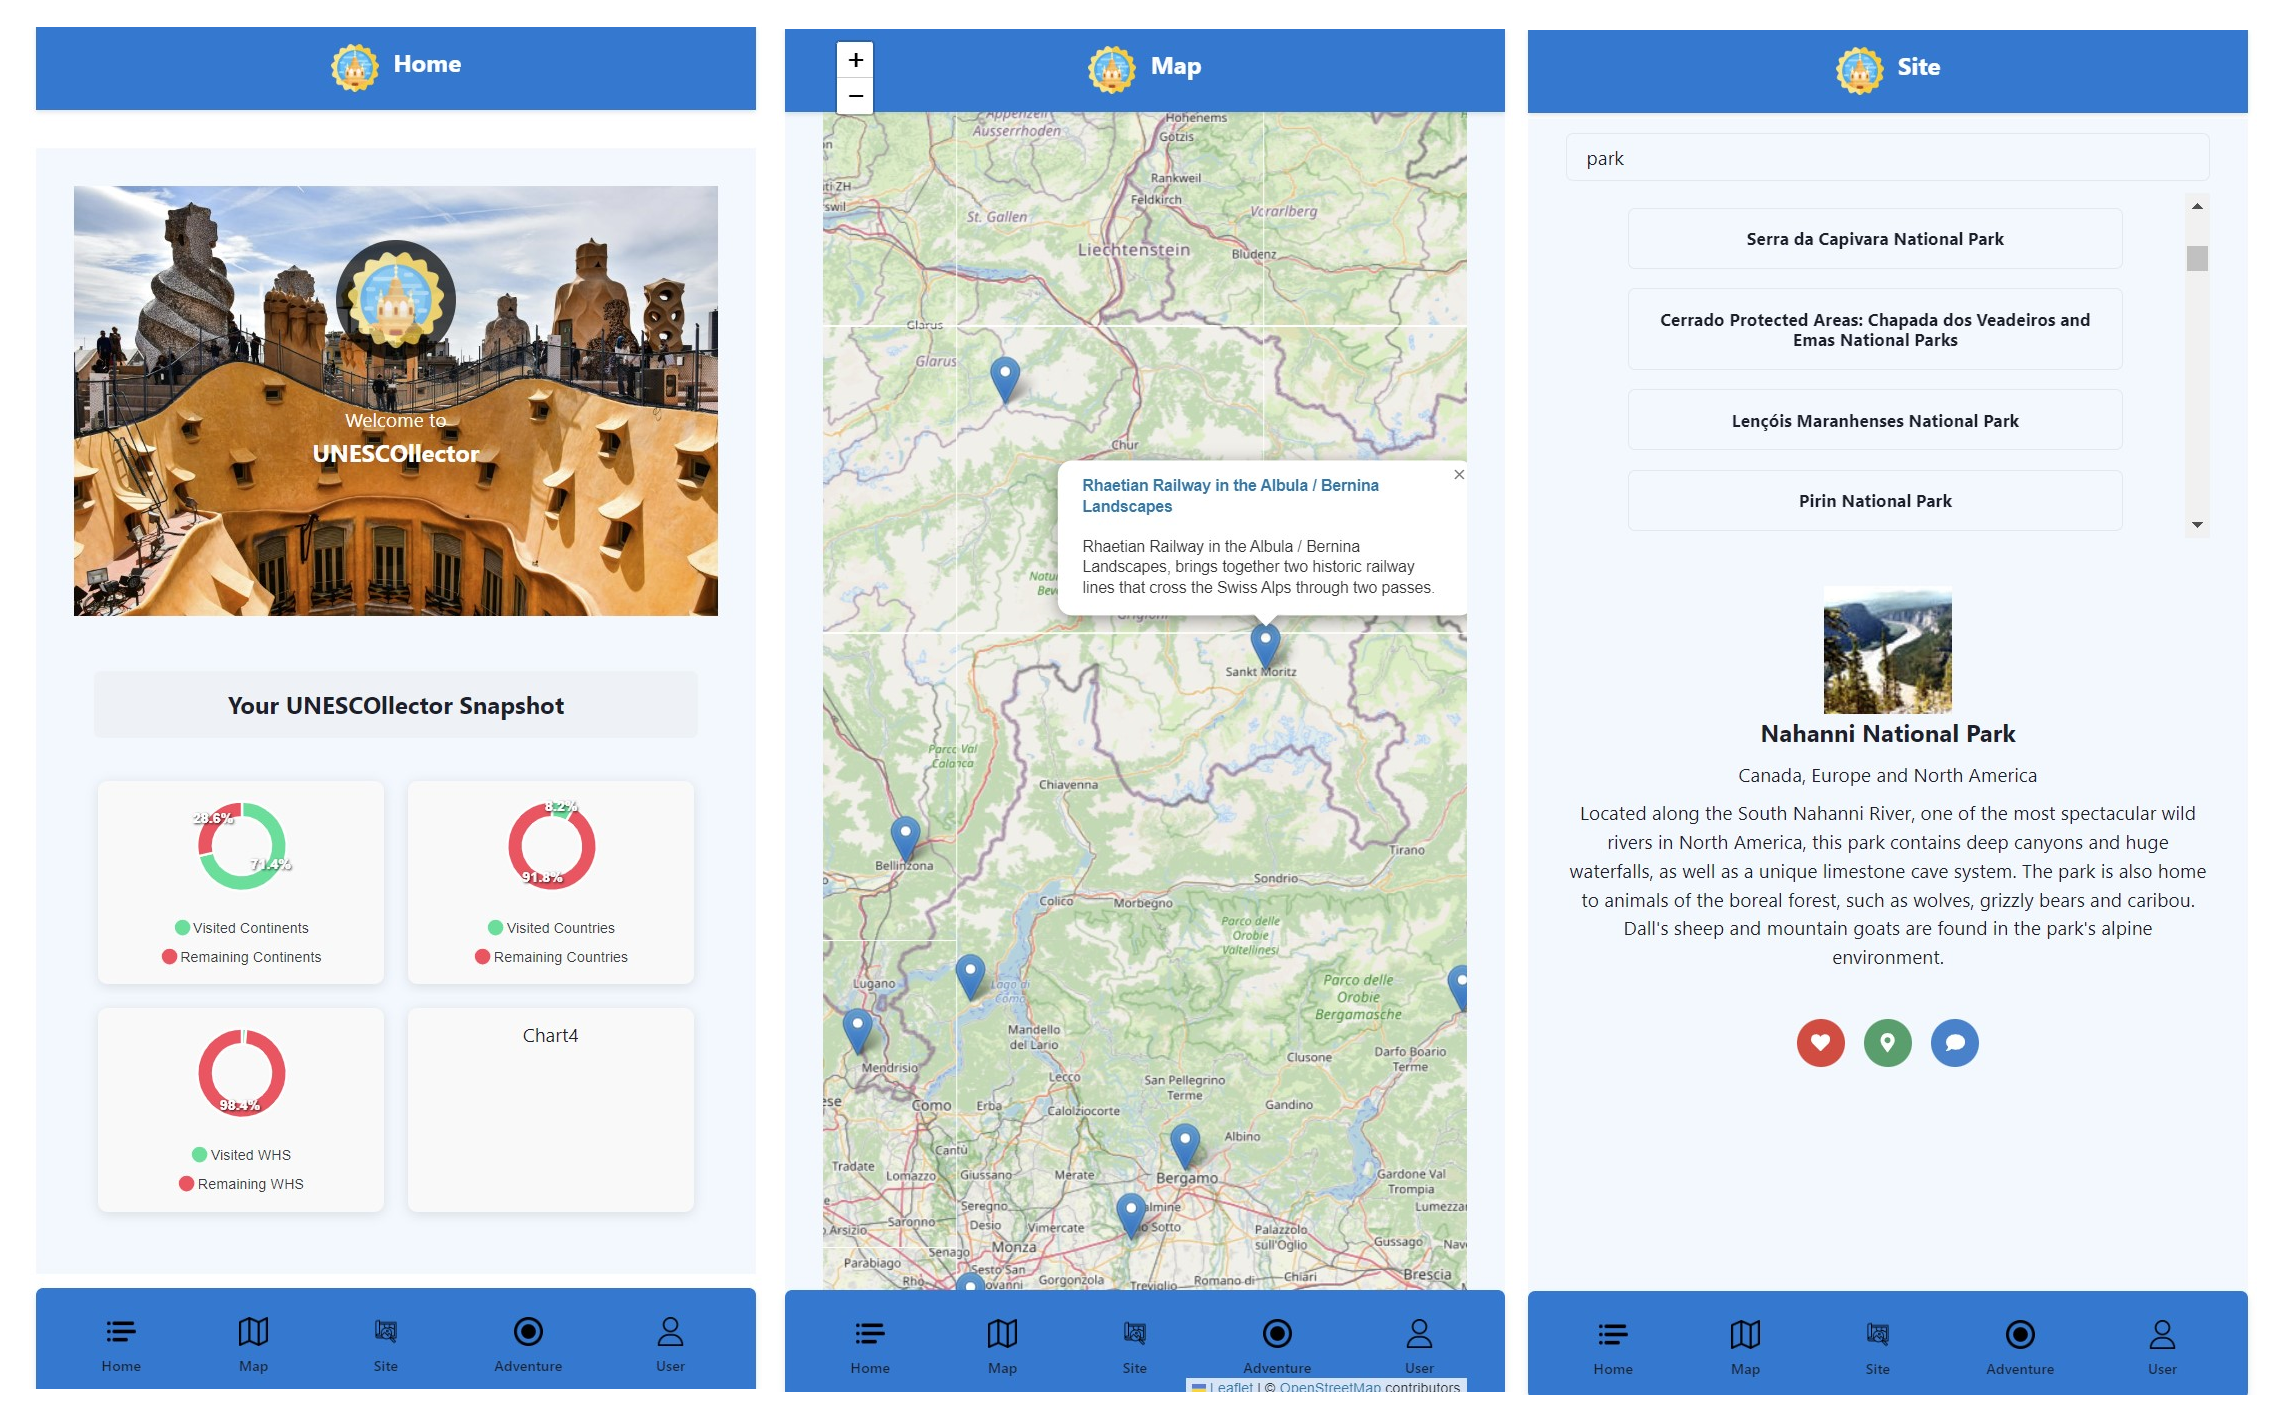 Home
Welcome to
UNESCOllector
Your UNESCOllector Snapshot
28.6%
71.4%
Visited Continents
Remaining Continents
8.2%
91.8%
Visited Countries
Remaining Countries
98.4%
Visited WHS
Remaining WHS
Chart4
Home
Map
Site
Adventure
User
+
−
Map
Appenzell
Ausserrhoden
Hohenems
Götzis
Rankweil
Feldkirch
St. Gallen
Vorarlberg
Liechtenstein
Bludenz
Glarus
Glarus
Chur
×
Rhaetian Railway in the Albula / Bernina
Landscapes
Rhaetian Railway in the Albula / Bernina
Landscapes, brings together two historic railway
lines that cross the Swiss Alps through two passes.
Sankt Moritz
Parco Val
Calanca
Chiavenna
Bellinzona
Tirano
Sondrio
Colico
Morbegno
Parco delle
Orobie
Valtellinesi
Lugano
Lago di
Como
Parco delle
Orobie
Bergamasche
Mandello
del Lario
Mendrisio
Clusone
Darfo Boario
Terme
Lecco
San Pellegrino
Terme
Como
Erba
Calolziocorte
Gandino
Cantù
Albino
Tradate
Lomazzo
Giussano
Merate
Bergamo
Gardone Val
Trompia
Seregno
Lumezza
Saronno
Desio
Vimercate
Sotto
Palazzolo
sull'Oglio
Senago
Monza
Gussago
Parabiago
Sesto San
Rho
Gorgonzola
Treviglio
Romano di
Chiari
Brescia
Home
Map
Site
Adventure
User
Leaflet | © OpenStreetMap contributors
Site
park
Serra da Capivara National Park
Cerrado Protected Areas: Chapada dos Veadeiros and
Emas National Parks
Lençóis Maranhenses National Park
Pirin National Park
Nahanni National Park
Canada, Europe and North America
Located along the South Nahanni River, one of the most spectacular wild
rivers in North America, this park contains deep canyons and huge
waterfalls, as well as a unique limestone cave system. The park is also home
to animals of the boreal forest, such as wolves, grizzly bears and caribou.
Dall's sheep and mountain goats are found in the park's alpine
environment.
Home
Map
Site
Adventure
User